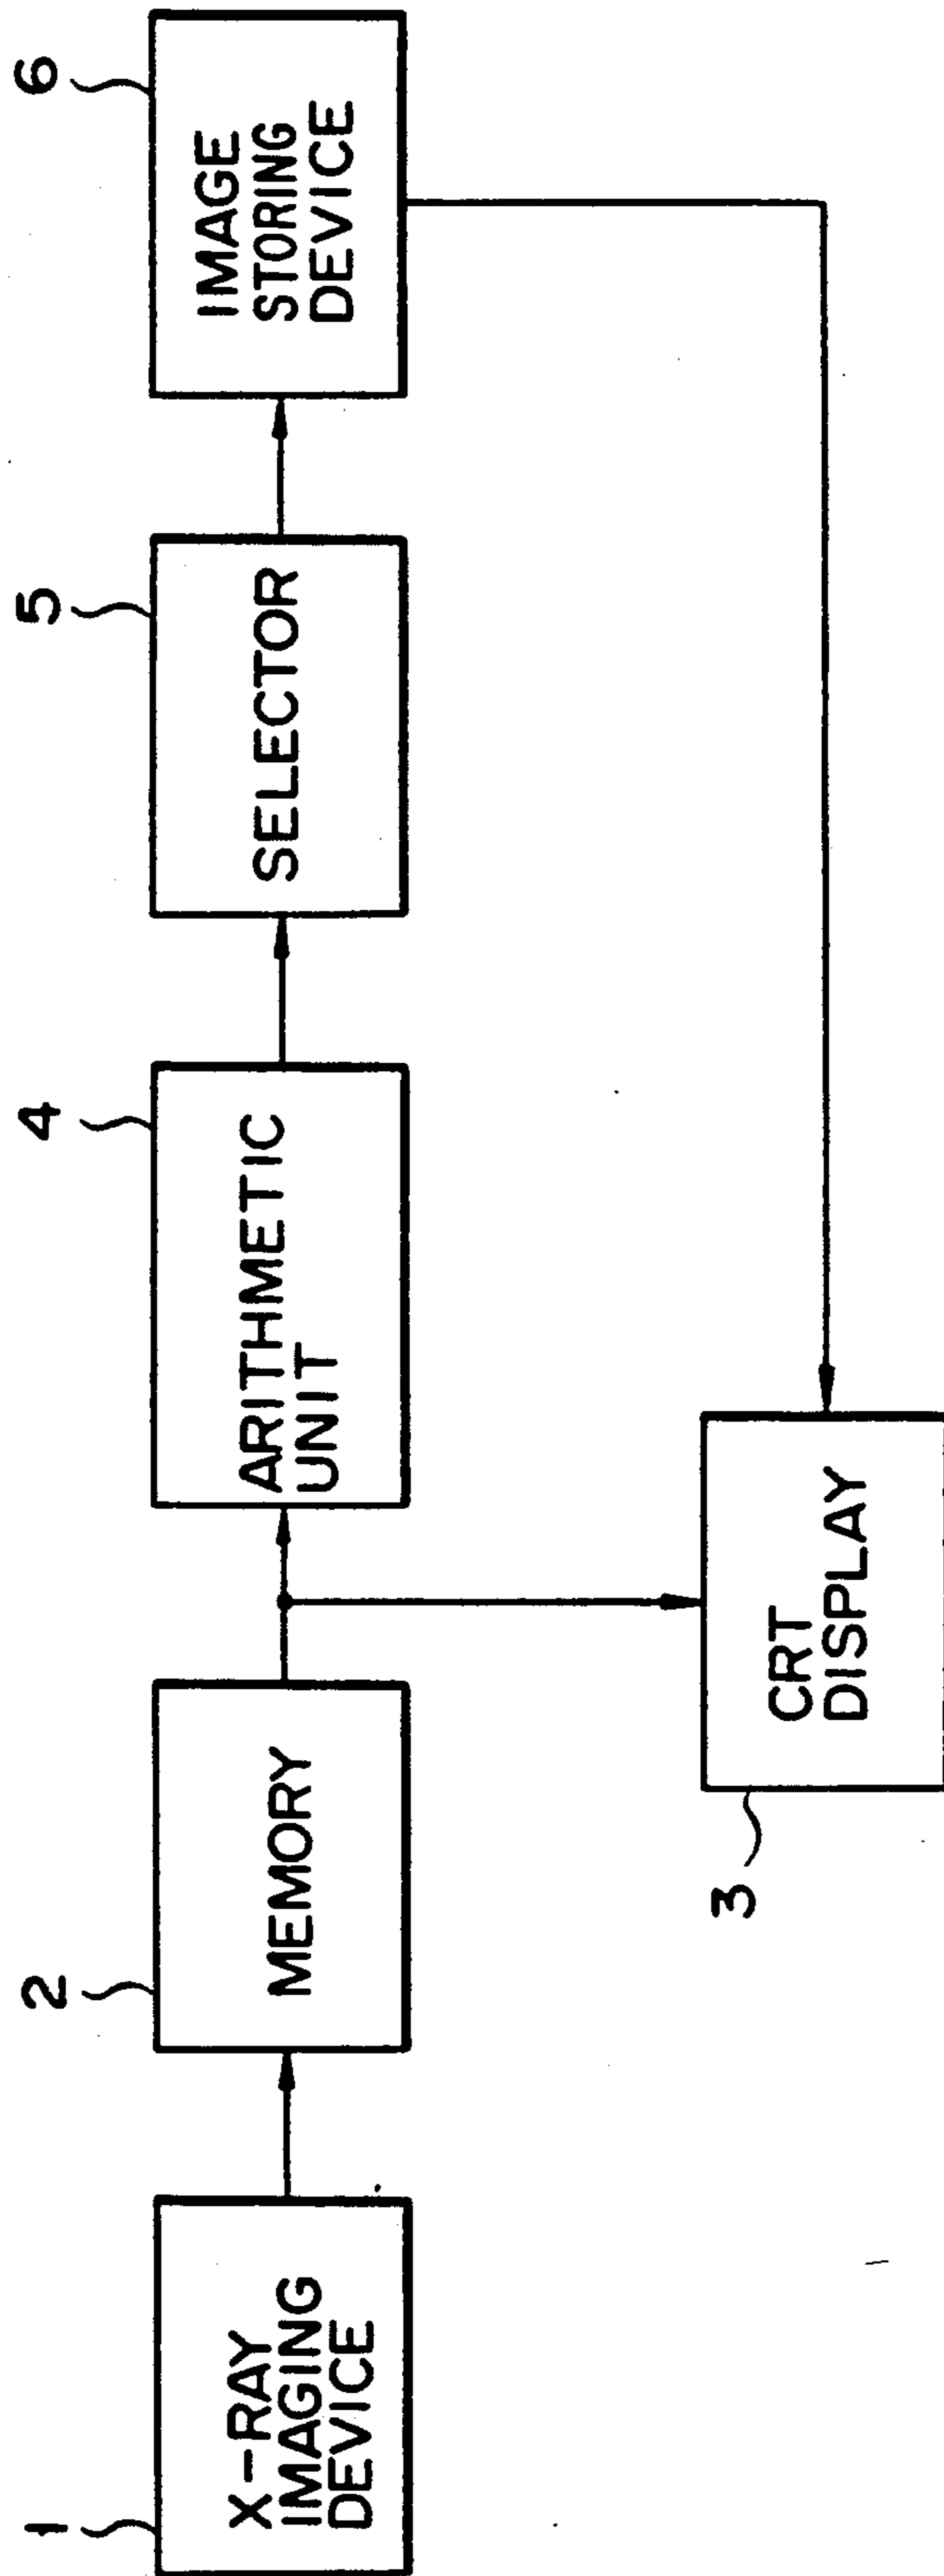 1
X-RAY
IMAGING
DEVICE
2
MEMORY
4
ARITHMETIC
UNIT
5
SELECTOR
6
IMAGE
STORING
DEVICE
3
CRT
DISPLAY